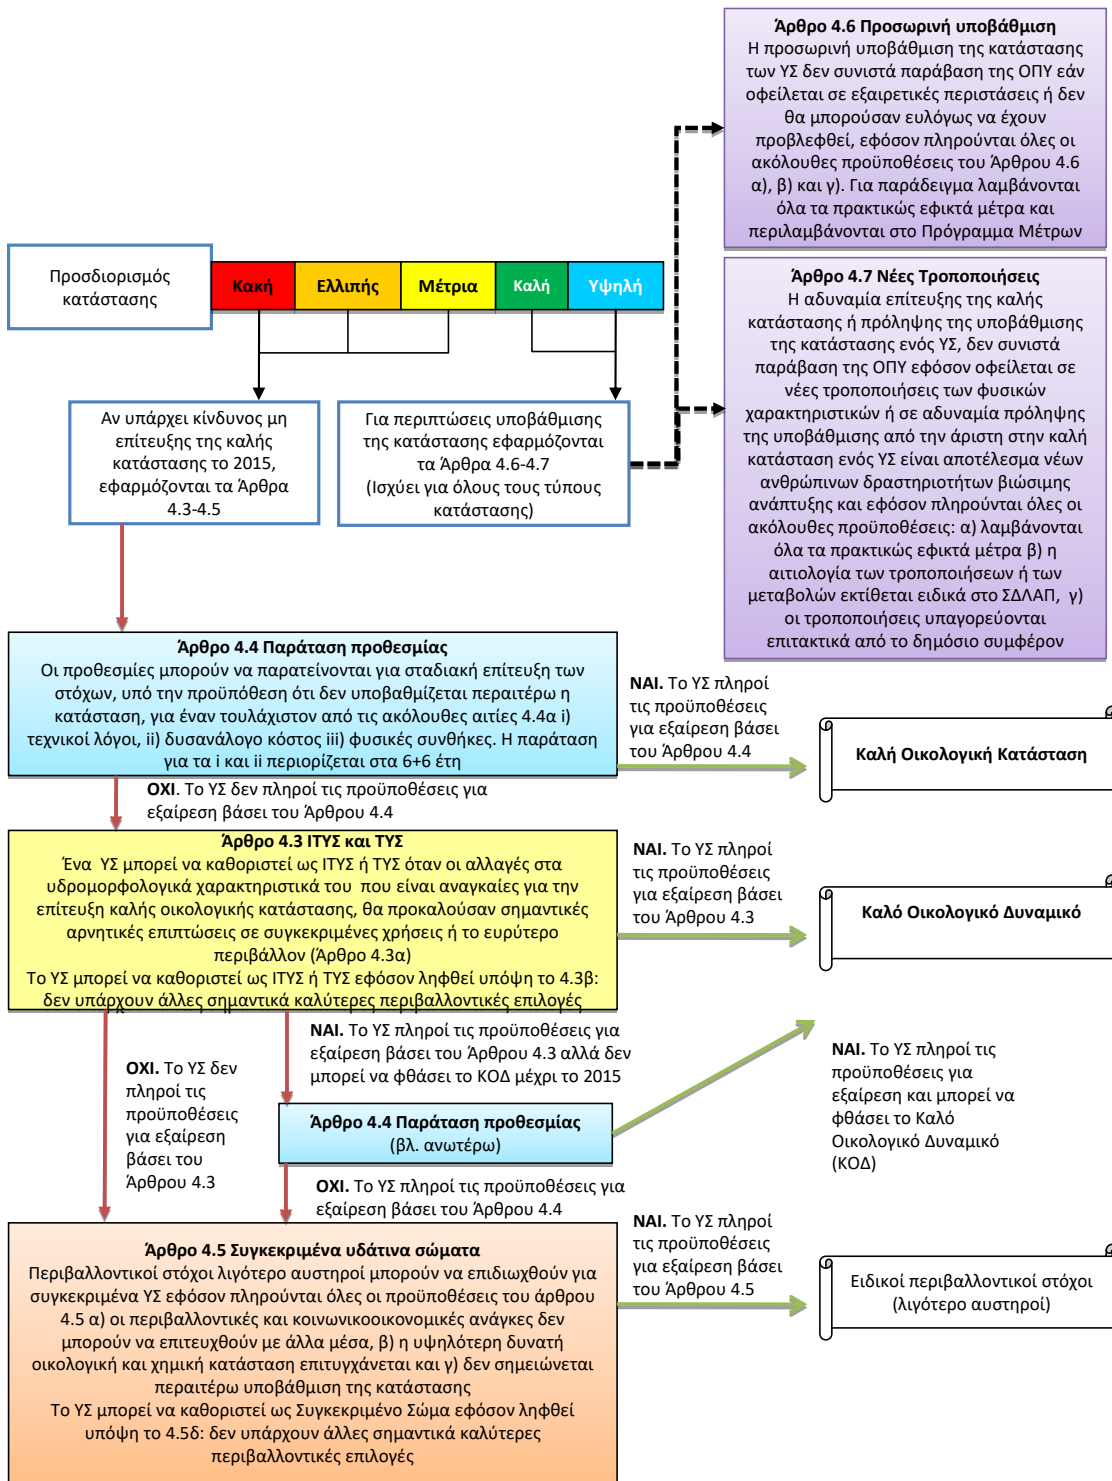 Άρθρο 4.6 Προσωρινή υποβάθμιση
Η προσωρινή υποβάθμιση της κατάστασης
των ΥΣ δεν συνιστά παράβαση της ΟΠΥ εάν
οφείλεται σε εξαιρετικές περιστάσεις ή δεν
θα μπορούσαν ευλόγως να έχουν
προβλεφθεί, εφόσον πληρούνται όλες οι
ακόλουθες προϋποθέσεις του Άρθρου 4.6
α), β) και γ). Για παράδειγμα λαμβάνονται
όλα τα πρακτικώς εφικτά μέτρα και
περιλαμβάνονται στο Πρόγραμμα Μέτρων
Προσδιορισμός
κατάστασης
Κακή
Ελλιπής
Μέτρια
Καλή
Υψηλή
Άρθρο 4.7 Νέες Τροποποιήσεις
Η αδυναμία επίτευξης της καλής
κατάστασης ή πρόληψης της υποβάθμισης
της κατάστασης ενός ΥΣ, δεν συνιστά
παράβαση της ΟΠΥ εφόσον οφείλεται σε
νέες τροποποιήσεις των φυσικών
χαρακτηριστικών ή σε αδυναμία πρόληψης
της υποβάθμισης από την άριστη στην καλή
κατάσταση ενός ΥΣ είναι αποτέλεσμα νέων
ανθρώπινων δραστηριοτήτων βιώσιμης
ανάπτυξης και εφόσον πληρούνται όλες οι
ακόλουθες προϋποθέσεις: α) λαμβάνονται
όλα τα πρακτικώς εφικτά μέτρα β) η
αιτιολογία των τροποποιήσεων ή των
μεταβολών εκτίθεται ειδικά στο ΣΔΛΑΠ,  γ)
οι τροποποιήσεις υπαγορεύονται
επιτακτικά από το δημόσιο συμφέρον
Αν υπάρχει κίνδυνος μη
επίτευξης της καλής
κατάστασης το 2015,
εφαρμόζονται τα Άρθρα
4.3-4.5
Για περιπτώσεις υποβάθμισης
της κατάστασης εφαρμόζονται
τα Άρθρα 4.6-4.7
(Ισχύει για όλους τους τύπους
κατάστασης)
Άρθρο 4.4 Παράταση προθεσμίας
Οι προθεσμίες μπορούν να παρατείνονται για σταδιακή επίτευξη των
στόχων, υπό την προϋπόθεση ότι δεν υποβαθμίζεται περαιτέρω η
κατάσταση, για έναν τουλάχιστον από τις ακόλουθες αιτίες 4.4α i)
τεχνικοί λόγοι, ii) δυσανάλογο κόστος iii) φυσικές συνθήκες. Η παράταση
για τα i και ii περιορίζεται στα 6+6 έτη
ΝΑΙ. Το ΥΣ πληροί
τις προϋποθέσεις
για εξαίρεση βάσει
του Άρθρου 4.4
Καλή Οικολογική Κατάσταση
ΟΧΙ. Το ΥΣ δεν πληροί τις προϋποθέσεις για
εξαίρεση βάσει του Άρθρου 4.4
Άρθρο 4.3 ΙΤΥΣ και ΤΥΣ
Ένα  ΥΣ μπορεί να καθοριστεί ως ΙΤΥΣ ή ΤΥΣ όταν οι αλλαγές στα
υδρομορφολογικά χαρακτηριστικά του  που είναι αναγκαίες για την
επίτευξη καλής οικολογικής κατάστασης, θα προκαλούσαν σημαντικές
αρνητικές επιπτώσεις σε συγκεκριμένες χρήσεις ή το ευρύτερο
περιβάλλον (Άρθρο 4.3α)
Το ΥΣ μπορεί να καθοριστεί ως ΙΤΥΣ ή ΤΥΣ εφόσον ληφθεί υπόψη το 4.3β:
δεν υπάρχουν άλλες σημαντικά καλύτερες περιβαλλοντικές επιλογές
ΝΑΙ. Το ΥΣ πληροί
τις προϋποθέσεις
για εξαίρεση βάσει
του Άρθρου 4.3
Καλό Οικολογικό Δυναμικό
ΟΧΙ. Το ΥΣ δεν
πληροί τις
προϋποθέσεις
για εξαίρεση
βάσει του
Άρθρου 4.3
ΝΑΙ. Το ΥΣ πληροί τις προϋποθέσεις για
εξαίρεση βάσει του Άρθρου 4.3 αλλά δεν
μπορεί να φθάσει το ΚΟΔ μέχρι το 2015
Άρθρο 4.4 Παράταση προθεσμίας
(βλ. ανωτέρω)
ΝΑΙ. Το ΥΣ πληροί τις
προϋποθέσεις για
εξαίρεση και μπορεί να
φθάσει το Καλό
Οικολογικό Δυναμικό
(ΚΟΔ)
ΟΧΙ. Το ΥΣ πληροί τις προϋποθέσεις για
εξαίρεση βάσει του Άρθρου 4.4
Άρθρο 4.5 Συγκεκριμένα υδάτινα σώματα
Περιβαλλοντικοί στόχοι λιγότερο αυστηροί μπορούν να επιδιωχθούν για
συγκεκριμένα ΥΣ εφόσον πληρούνται όλες οι προϋποθέσεις του άρθρου
4.5 α) οι περιβαλλοντικές και κοινωνικοοικονομικές ανάγκες δεν
μπορούν να επιτευχθούν με άλλα μέσα, β) η υψηλότερη δυνατή
οικολογική και χημική κατάσταση επιτυγχάνεται και γ) δεν σημειώνεται
περαιτέρω υποβάθμιση της κατάστασης
Το ΥΣ μπορεί να καθοριστεί ως Συγκεκριμένο Σώμα εφόσον ληφθεί
υπόψη το 4.5δ: δεν υπάρχουν άλλες σημαντικά καλύτερες
περιβαλλοντικές επιλογές
ΝΑΙ. Το ΥΣ πληροί
τις προϋποθέσεις
για εξαίρεση βάσει
του Άρθρου 4.5
Ειδικοί περιβαλλοντικοί στόχοι
(λιγότερο αυστηροί)